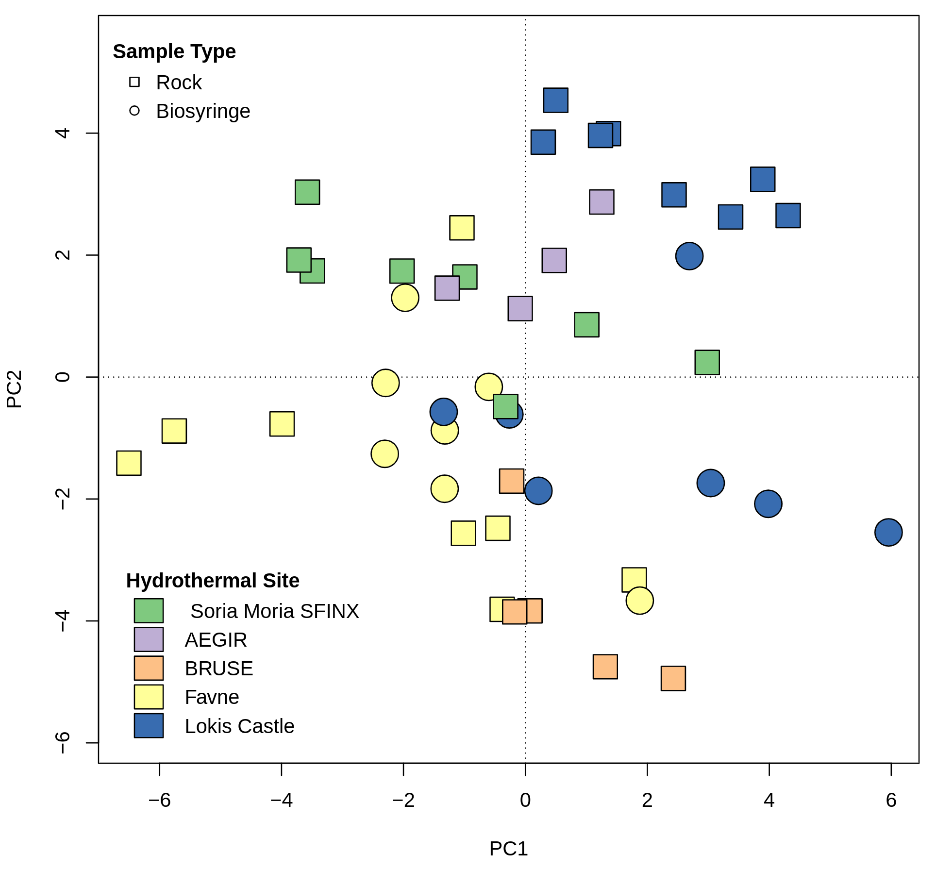 Sample Type
Rock
Biosyringe
4
2
0
−2
−4
−6
PC2
Hydrothermal Site
Soria Moria SFINX
AEGIR
BRUSE
Favne
Lokis Castle
−6 −4 −2 0 2 4 6
PC1